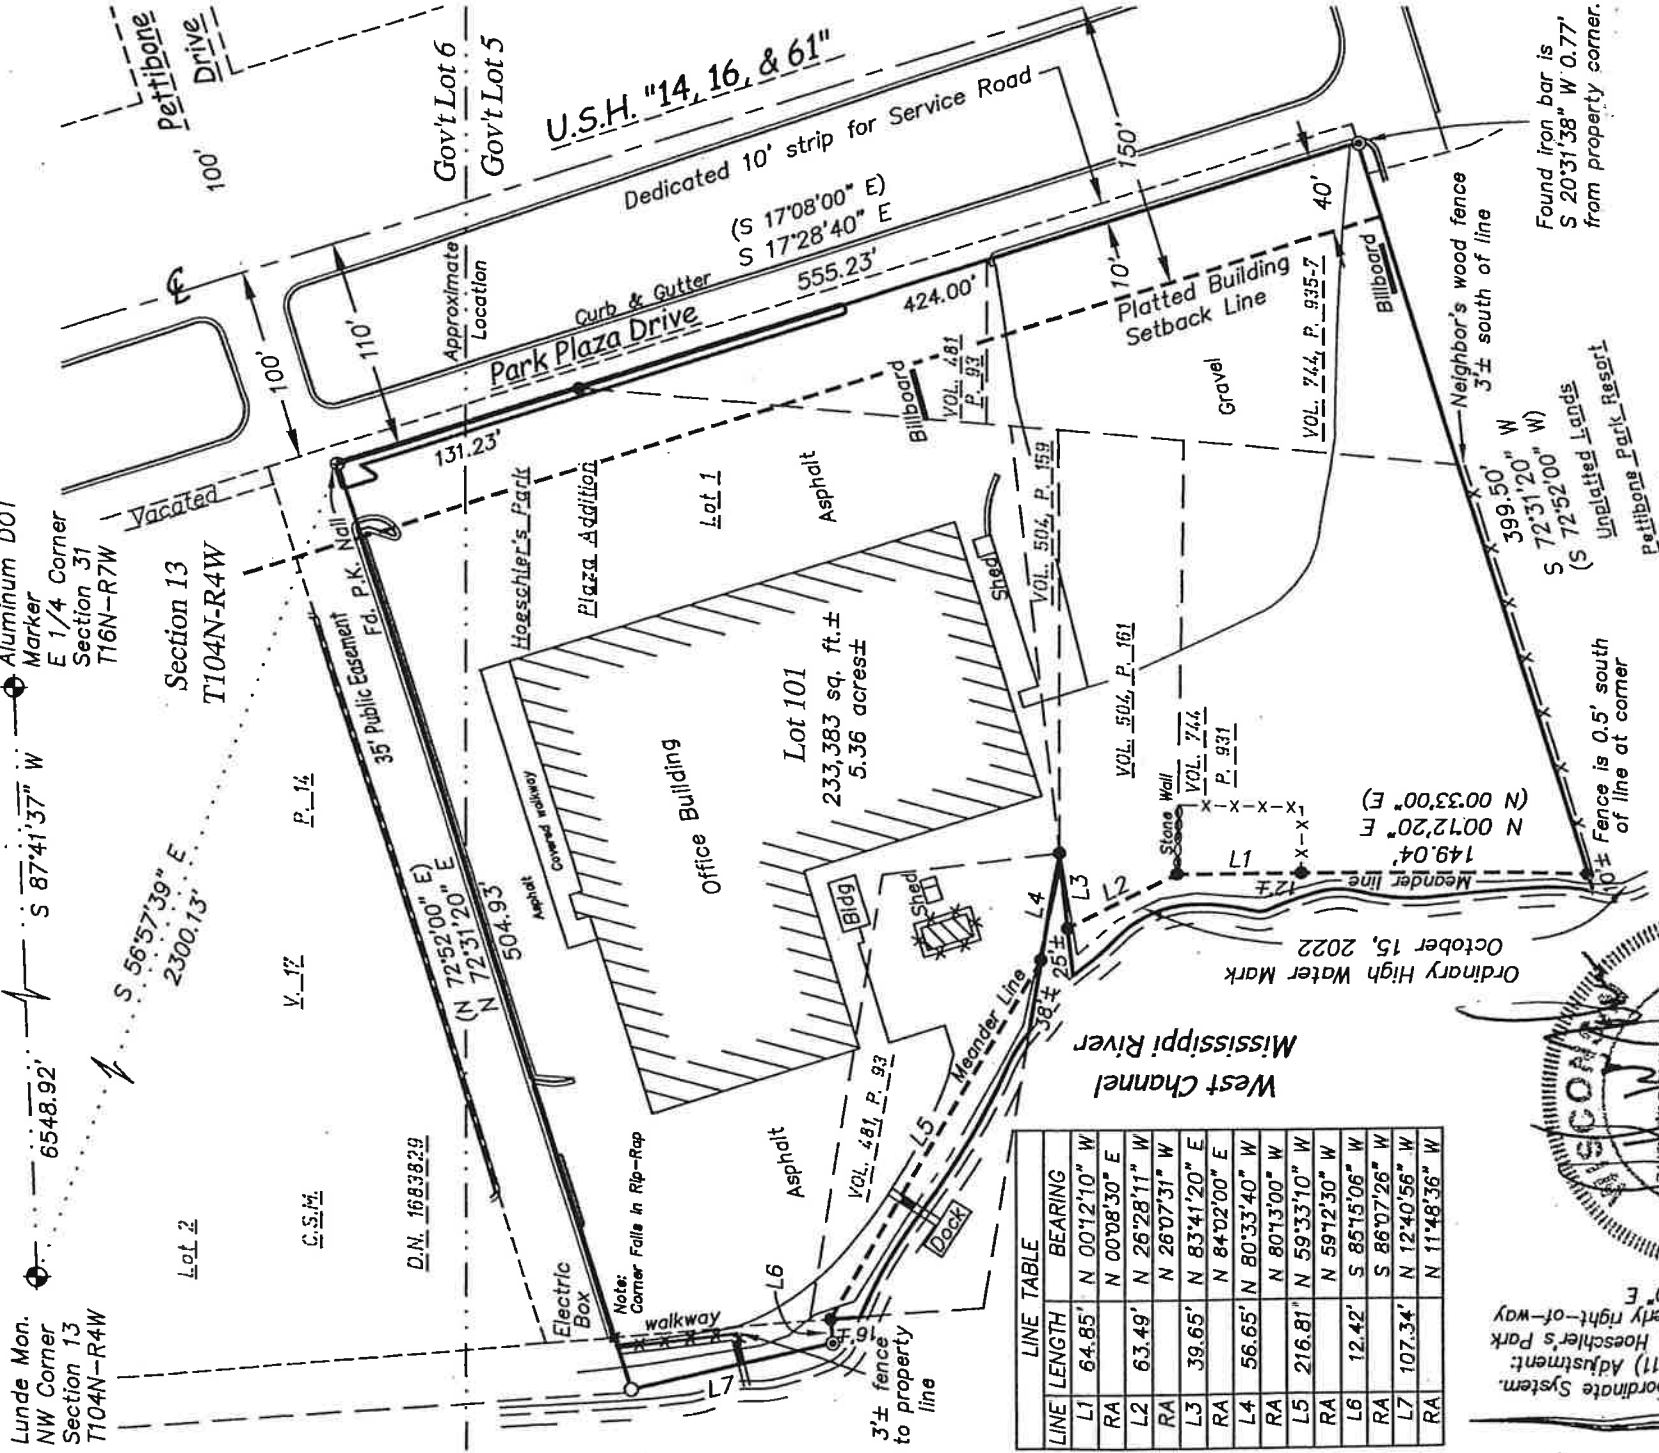 Lunde Mon.
NW Corner
Section 13
T104N-R4W
6548.92'
S 87°41'37" W
Aluminum DOT
Marker
E 1/4 Corner
Section 31
T16N-R7W
Section 13
T104N-R4W
S 56°57'39" E
2300.13'
Pettibone
Drive
100'
Gov't Lot 6
Gov't Lot 5
U.S.H. "14, 16, & 61"
Dedicated 10' strip for Service Road
Approximate
Location
100'
110'
Vacated
Curb & Gutter
Park Plaza Drive
(S 17°08'00" E)
S 17°28'40" E
555.23'
424.00'
131.23'
150'
10'
40'
Platted Building
Setback Line
Fd. P.K. Nail
35' Public Easement
Lot 2
C.S.M.
V. 17
P. 14
D.N. 1683829
(N 72°52'00" E)
N 72°31'20" E
504.93'
Hoeschler's Park
Plaza Addition
Lot 1
Asphalt
Billboard
VOL. 481
P. 93
Gravel
VOL. 744, P. 935-7
Billboard
Neighbor's wood fence
3'± south of line
Found iron bar is
S 20°31'38" W 0.77'
from property corner.
399.50'
S 72°31'20" W
(S 72°52'00" W)
Unplatted Lands
Pettibone Park Resort
Asphalt
Covered walkway
Office Building
Lot 101
233,383 sq. ft.±
5.36 acres±
Shed
VOL. 504, P. 159
VOL. 504, P. 161
VOL. 744
P. 931
Stone Wall
Bldg
Shed
L1
L2
L3
L4
12'±
Meander line
149.04'
N 00°12'20" E
(N 00°33'00" E)
10'±
Fence is 0.5' south
of line at corner
Ordinary High Water Mark
October 15, 2022
25'±
38'±
Meander Line
L5
VOL. 481, P. 93
Asphalt
Dock
West Channel
Mississippi River
Electric
Box
Note:
Corner Falls in Rip-Rap
walkway
L6
L7
16'±
3'± fence
to property
line
LINE TABLE
LINE LENGTH BEARING
L1 64.85' N 00°12'10" W
RA N 00°08'30" E
L2 63.49' N 26°28'11" W
RA N 26°07'31" W
L3 39.65' N 83°41'20" E
RA N 84°02'00" E
L4 56.65' N 80°33'40" W
RA N 80°13'00" W
L5 216.81' N 59°33'10" W
RA N 59°12'30" W
L6 12.42' S 85°15'06" W
RA S 86°07'26" W
L7 107.34' N 12°40'56" W
RA N 11°48'36" W
SCON
ordinate System.
11) Adjustment:
Hoeschler's Park
erly right-of-way
0" E